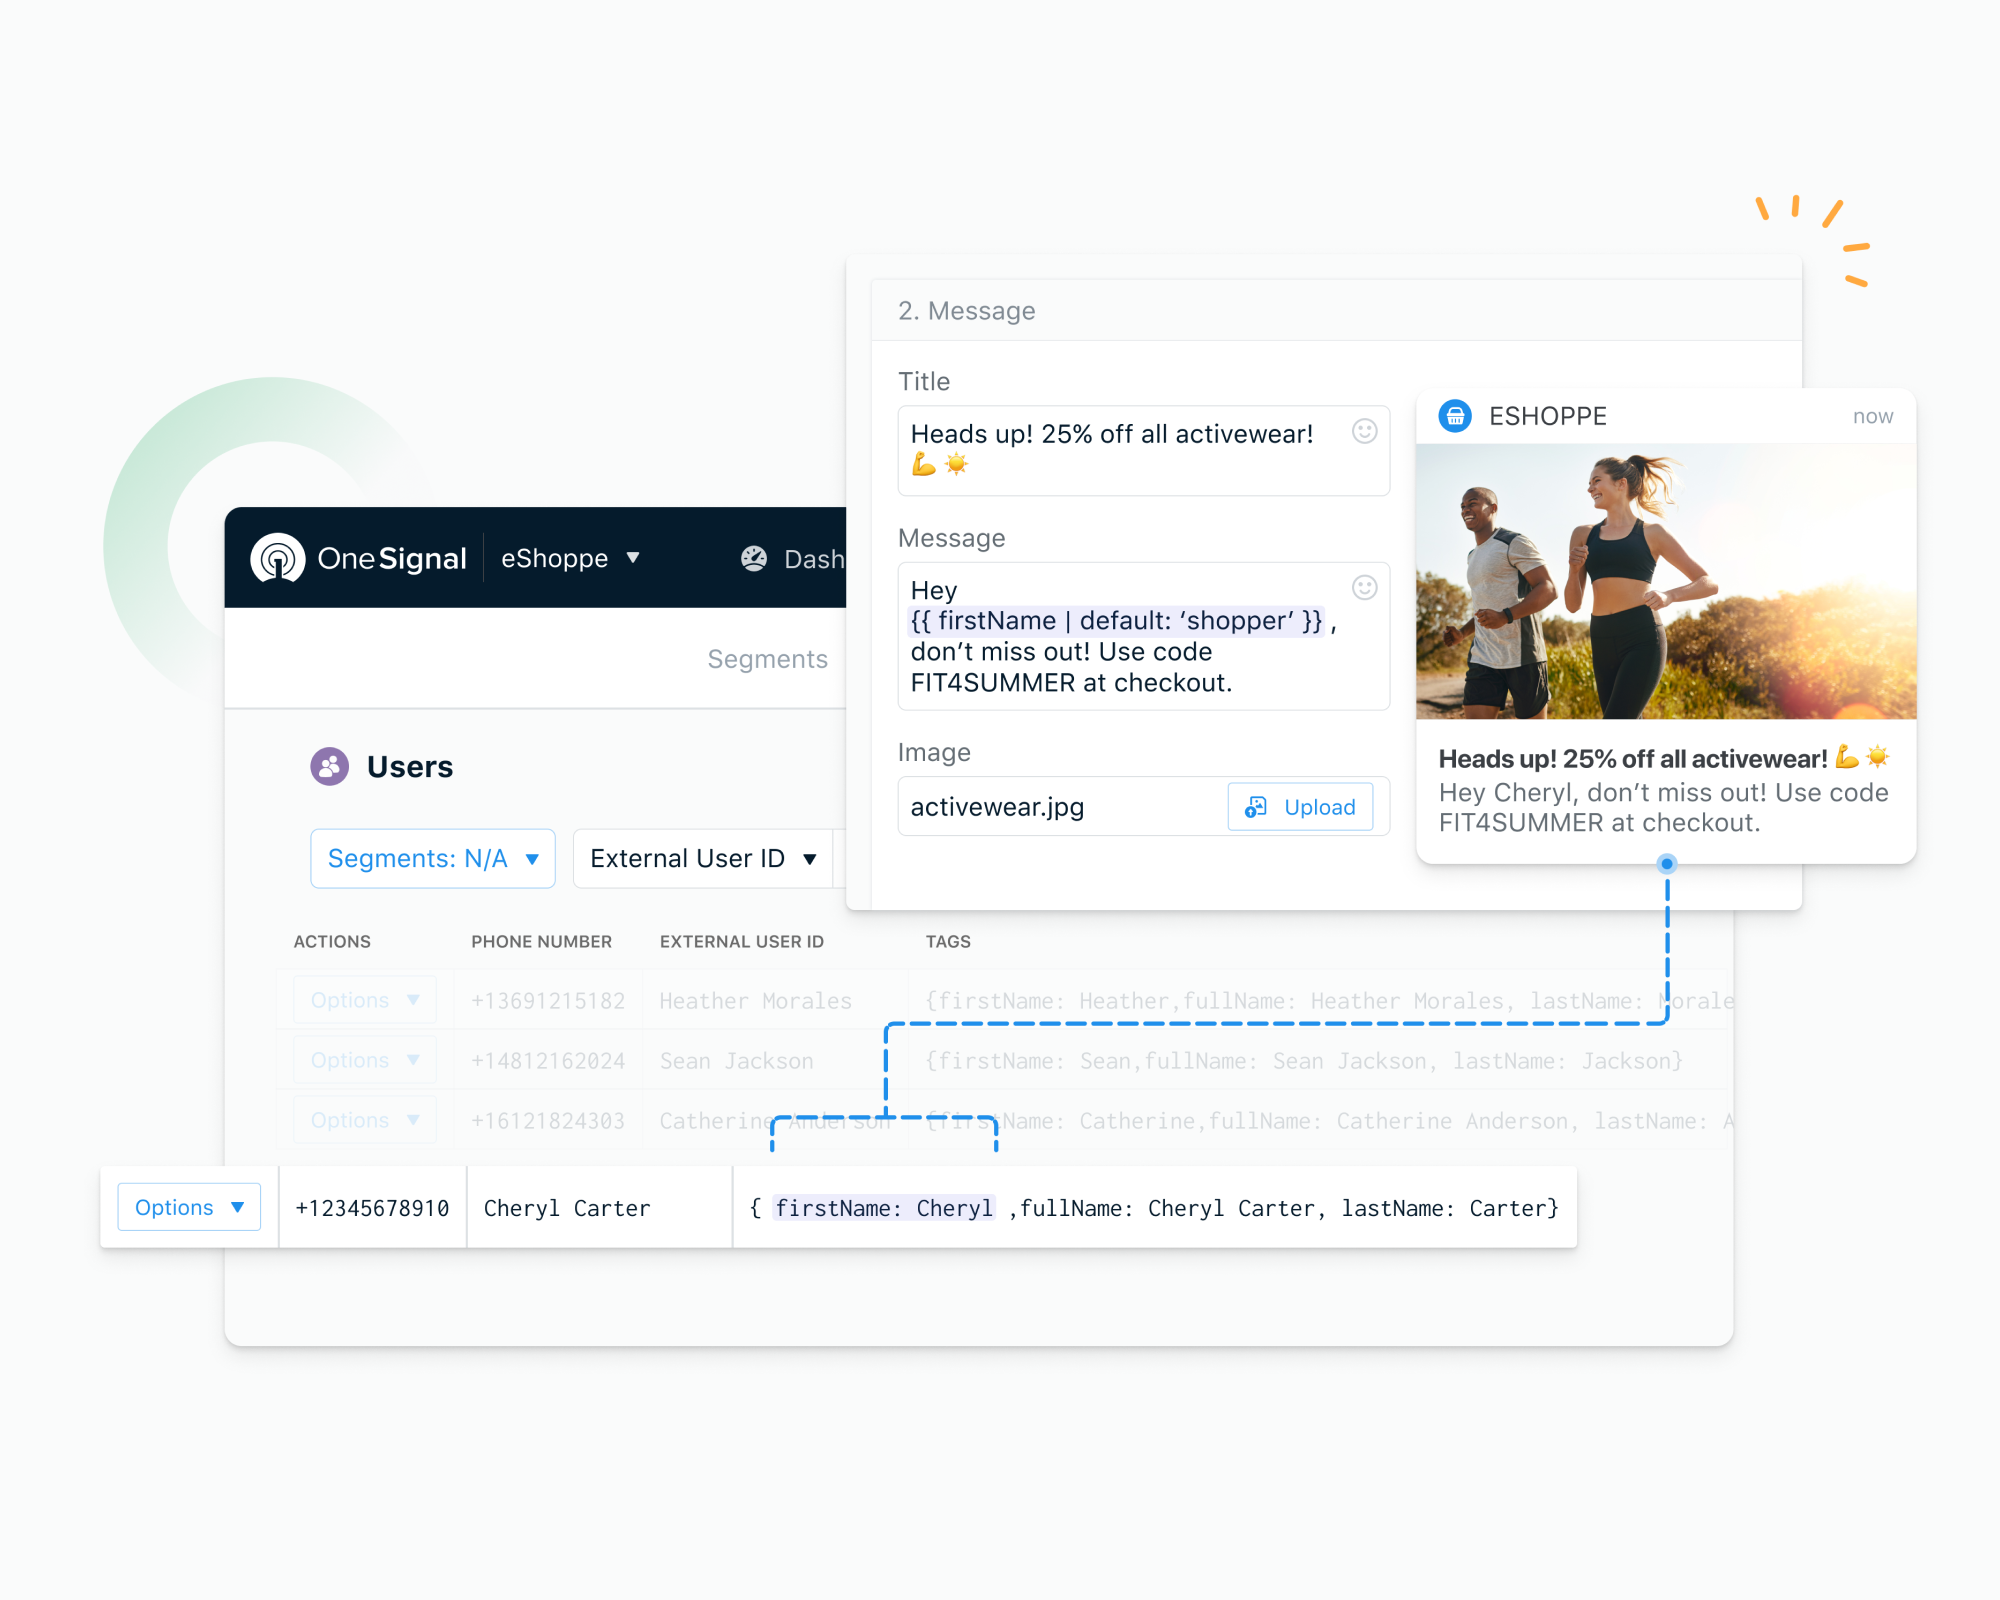 2. Message
Title
Heads up! 25% off all activewear!
💪☀️
Message
Hey
{{ firstName | default: ‘shopper’ }} ,
don’t miss out! Use code
FIT4SUMMER at checkout.
Image
activewear.jpg
Upload
ESHOPPE
now
Heads up! 25% off all activewear! 💪☀️
Hey Cheryl, don’t miss out! Use code
FIT4SUMMER at checkout.
OneSignal
eShoppe
Dash
Segments
Users
Segments: N/A
External User ID
ACTIONS PHONE NUMBER EXTERNAL USER ID TAGS
Options +13691215182 Heather Morales {firstName: Heather,fullName: Heather Morales, lastName: Morale
Options +14812162024 Sean Jackson {firstName: Sean,fullName: Sean Jackson, lastName: Jackson}
Options +16121824303 Catherine Anderson {firstName: Catherine,fullName: Catherine Anderson, lastName: A
Options +12345678910 Cheryl Carter { firstName: Cheryl ,fullName: Cheryl Carter, lastName: Carter}